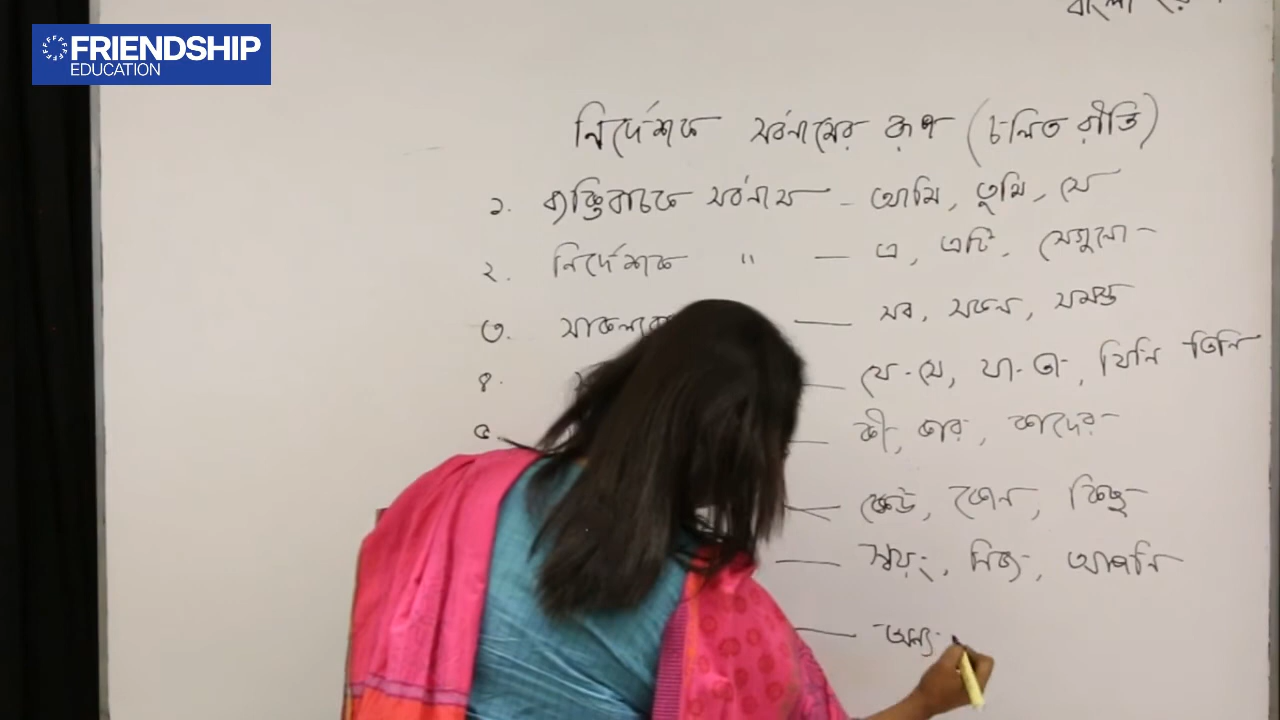 FRIENDSHIP
EDUCATION
বাংলা
নির্দেশক সর্বনামের রূপ (চলিত রীতি)
১. ব্যক্তিবাচক সর্বনাম - আমি, তুমি, সে
২. নির্দেশক " — এ, এটি, সেগুলো
৩. সাকল্য — সব, সকল, সমস্ত
৪. — যে-সে, যা-তা, যিনি তিনি
৫. — কী, কার, কাদের
— কেউ, কোন, কিছু
— স্বয়ং, নিজ, আপনি
— অন্য